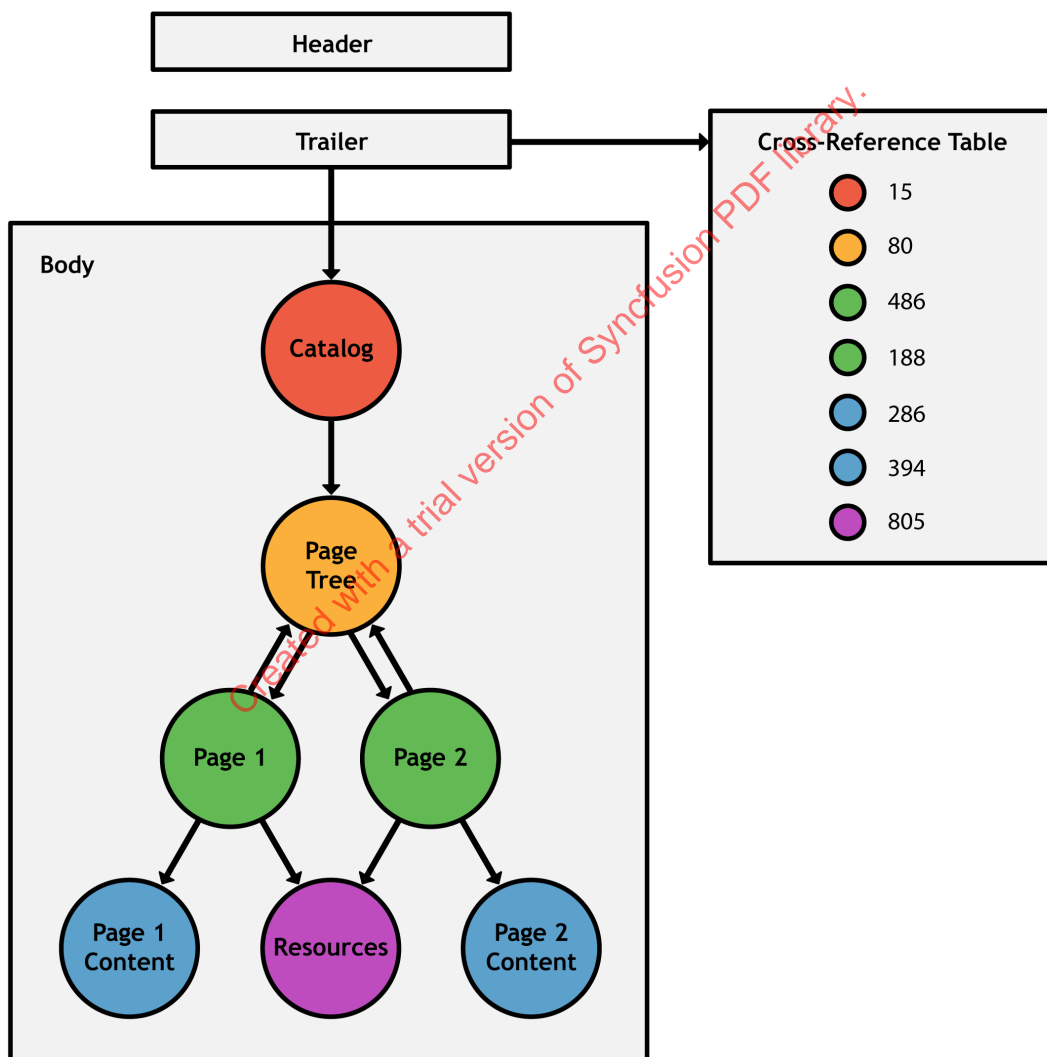 Header
Trailer
Cross-Reference Table
15
80
486
188
286
394
805
Body
Catalog
Page
Tree
Page 1
Page 2
Page 1
Content
Resources
Page 2
Content
Created with a trial version of Syncfusion PDF library.